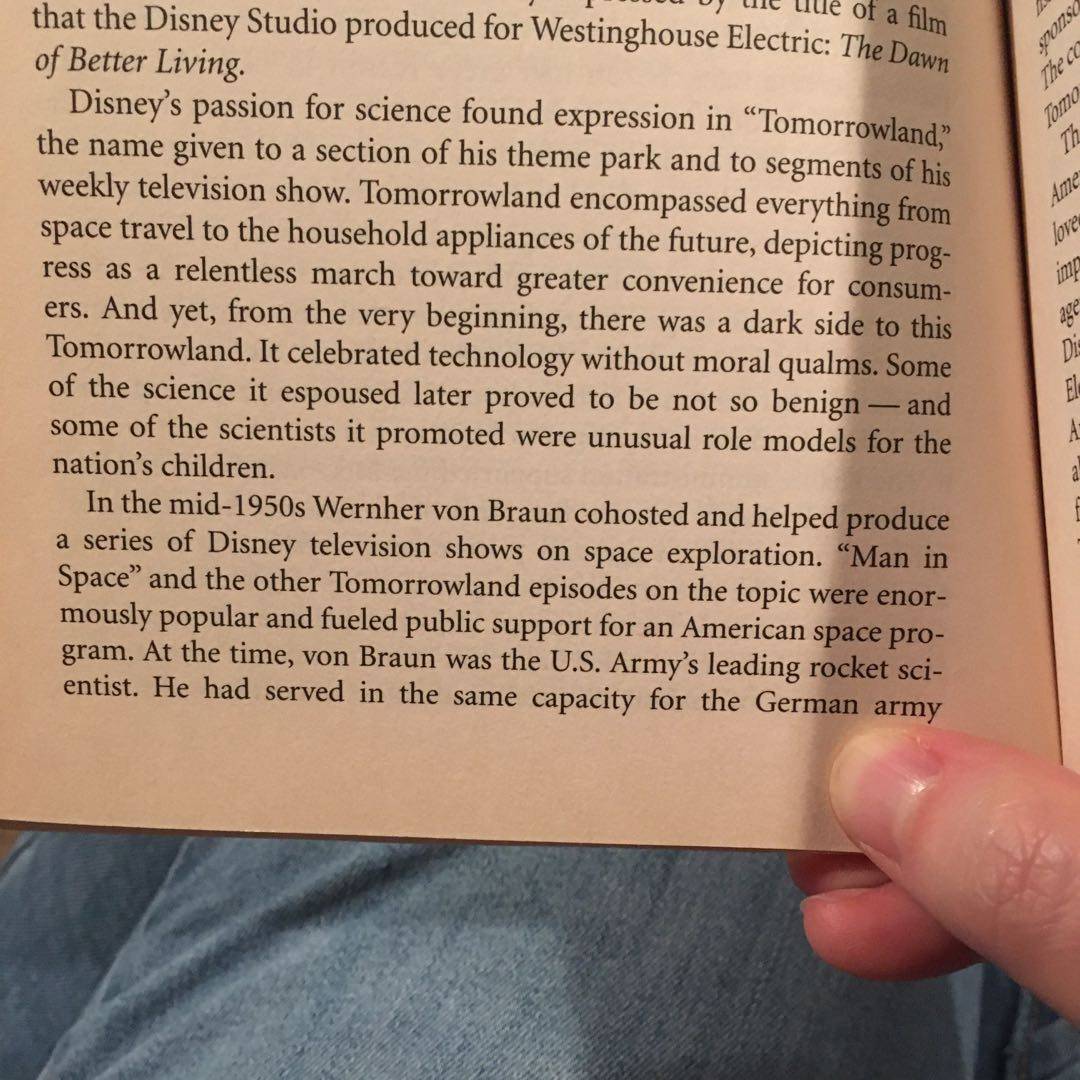 by the title of a film
that the Disney Studio produced for Westinghouse Electric: The Dawn
of Better Living.
Disney's passion for science found expression in “Tomorrowland,”
the name given to a section of his theme park and to segments of his
weekly television show. Tomorrowland encompassed everything from
space travel to the household appliances of the future, depicting prog-
ress as a relentless march toward greater convenience for consum-
ers. And yet, from the very beginning, there was a dark side to this
Tomorrowland. It celebrated technology without moral qualms. Some
of the science it espoused later proved to be not so benign — and
some of the scientists it promoted were unusual role models for the
nation's children.
In the mid-1950s Wernher von Braun cohosted and helped produce
a series of Disney television shows on space exploration. “Man in
Space” and the other Tomorrowland episodes on the topic were enor-
mously popular and fueled public support for an American space pro-
gram. At the time, von Braun was the U.S. Army's leading rocket sci-
entist. He had served in the same capacity for the German army
The